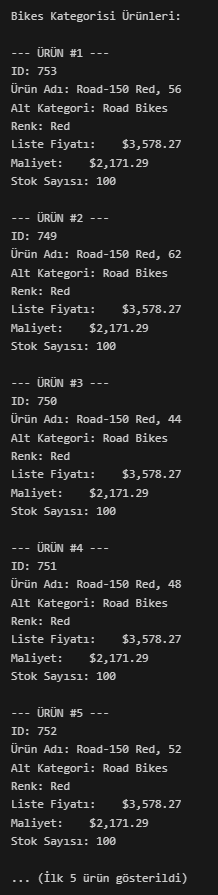 Bikes Kategorisi Ürünleri:
--- ÜRÜN #1 ---
ID: 753
Ürün Adı: Road-150 Red, 56
Alt Kategori: Road Bikes
Renk: Red
Liste Fiyatı:    $3,578.27
Maliyet:    $2,171.29
Stok Sayısı: 100
--- ÜRÜN #2 ---
ID: 749
Ürün Adı: Road-150 Red, 62
Alt Kategori: Road Bikes
Renk: Red
Liste Fiyatı:    $3,578.27
Maliyet:    $2,171.29
Stok Sayısı: 100
--- ÜRÜN #3 ---
ID: 750
Ürün Adı: Road-150 Red, 44
Alt Kategori: Road Bikes
Renk: Red
Liste Fiyatı:    $3,578.27
Maliyet:    $2,171.29
Stok Sayısı: 100
--- ÜRÜN #4 ---
ID: 751
Ürün Adı: Road-150 Red, 48
Alt Kategori: Road Bikes
Renk: Red
Liste Fiyatı:    $3,578.27
Maliyet:    $2,171.29
Stok Sayısı: 100
--- ÜRÜN #5 ---
ID: 752
Ürün Adı: Road-150 Red, 52
Alt Kategori: Road Bikes
Renk: Red
Liste Fiyatı:    $3,578.27
Maliyet:    $2,171.29
Stok Sayısı: 100
... (İlk 5 ürün gösterildi)